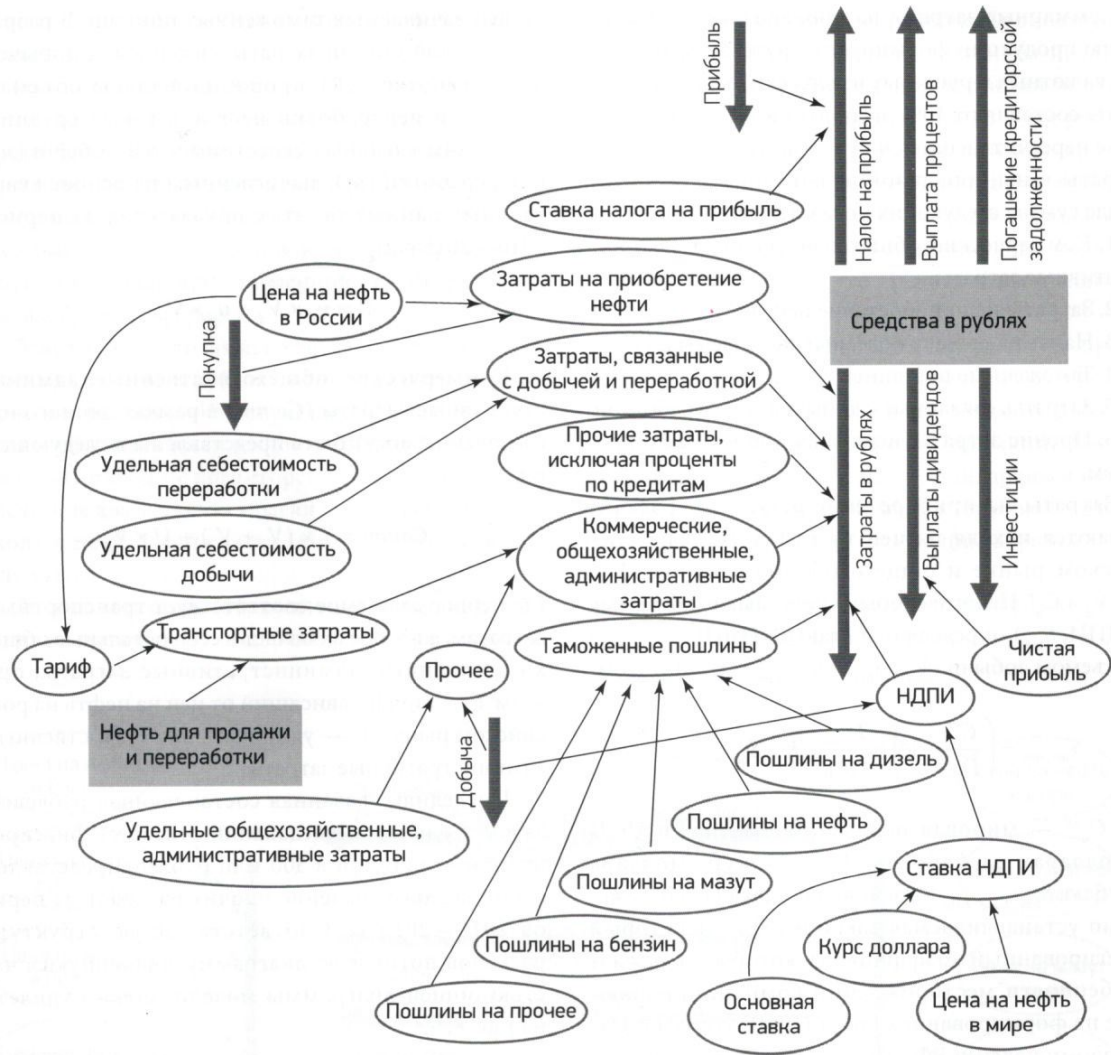 Прибыль
Налог на прибыль
Выплата процентов
Погашение кредиторской
задолженности
Ставка налога на прибыль
Цена на нефть
в России
Затраты на приобретение
нефти
Средства в рублях
Покупка
Затраты, связанные
с добычей и переработкой
Удельная себестоимость
переработки
Прочие затраты,
исключая проценты
по кредитам
Затраты в рублях
Выплаты дивидендов
Инвестиции
Удельная себестоимость
добычи
Коммерческие,
общехозяйственные,
административные
затраты
Транспортные затраты
Тариф
Прочее
Таможенные пошлины
Чистая
прибыль
НДПИ
Нефть для продажи
и переработки
Добыча
Пошлины на дизель
Удельные общехозяйственные,
административные затраты
Пошлины на нефть
Пошлины на мазут
Ставка НДПИ
Пошлины на бензин
Курс доллара
Пошлины на прочее
Основная
ставка
Цена на нефть
в мире